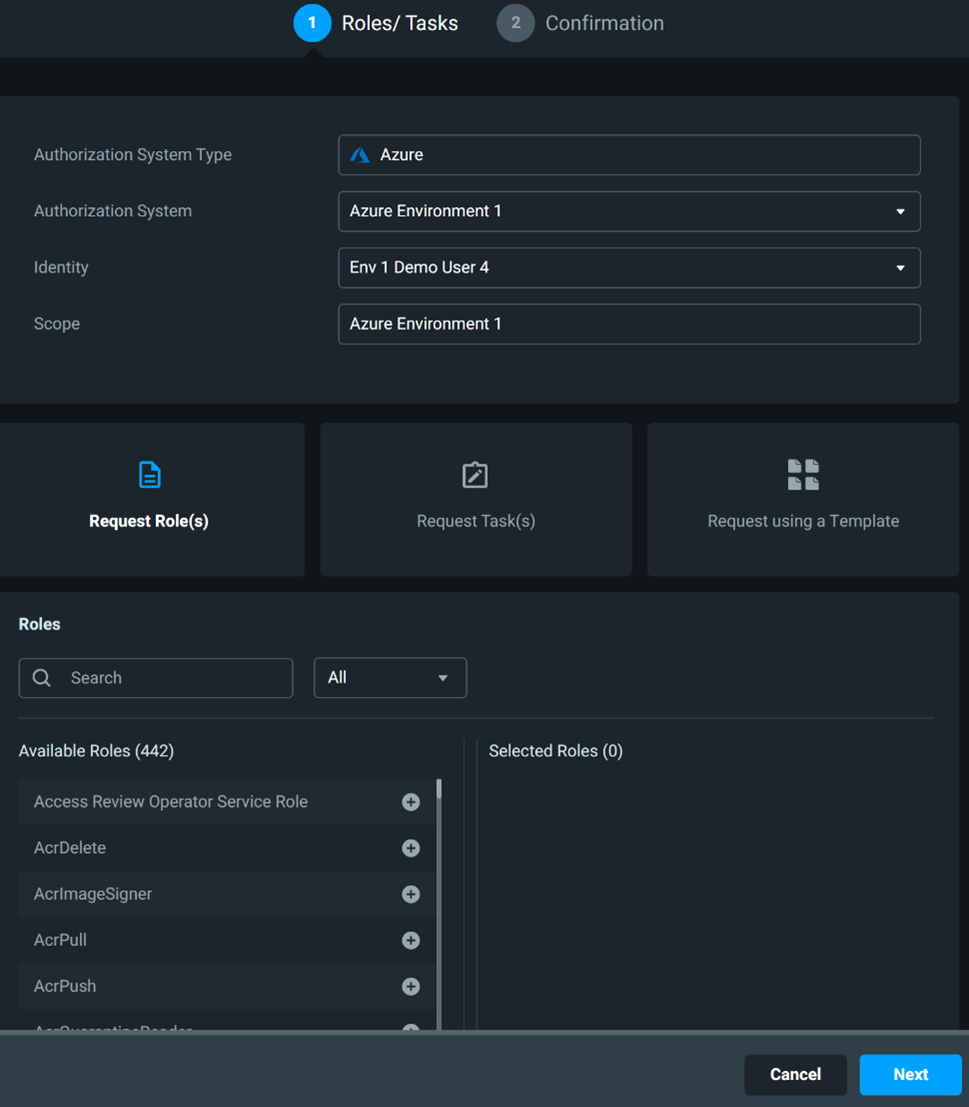 1 Roles/ Tasks 2 Confirmation
Authorization System Type Azure
Authorization System Azure Environment 1
Identity Env 1 Demo User 4
Scope Azure Environment 1
Request Role(s) Request Task(s) Request using a Template
Roles
Search All
Available Roles (442) Selected Roles (0)
Access Review Operator Service Role
AcrDelete
AcrImageSigner
AcrPull
AcrPush
AcrQuarantineReader
Cancel Next